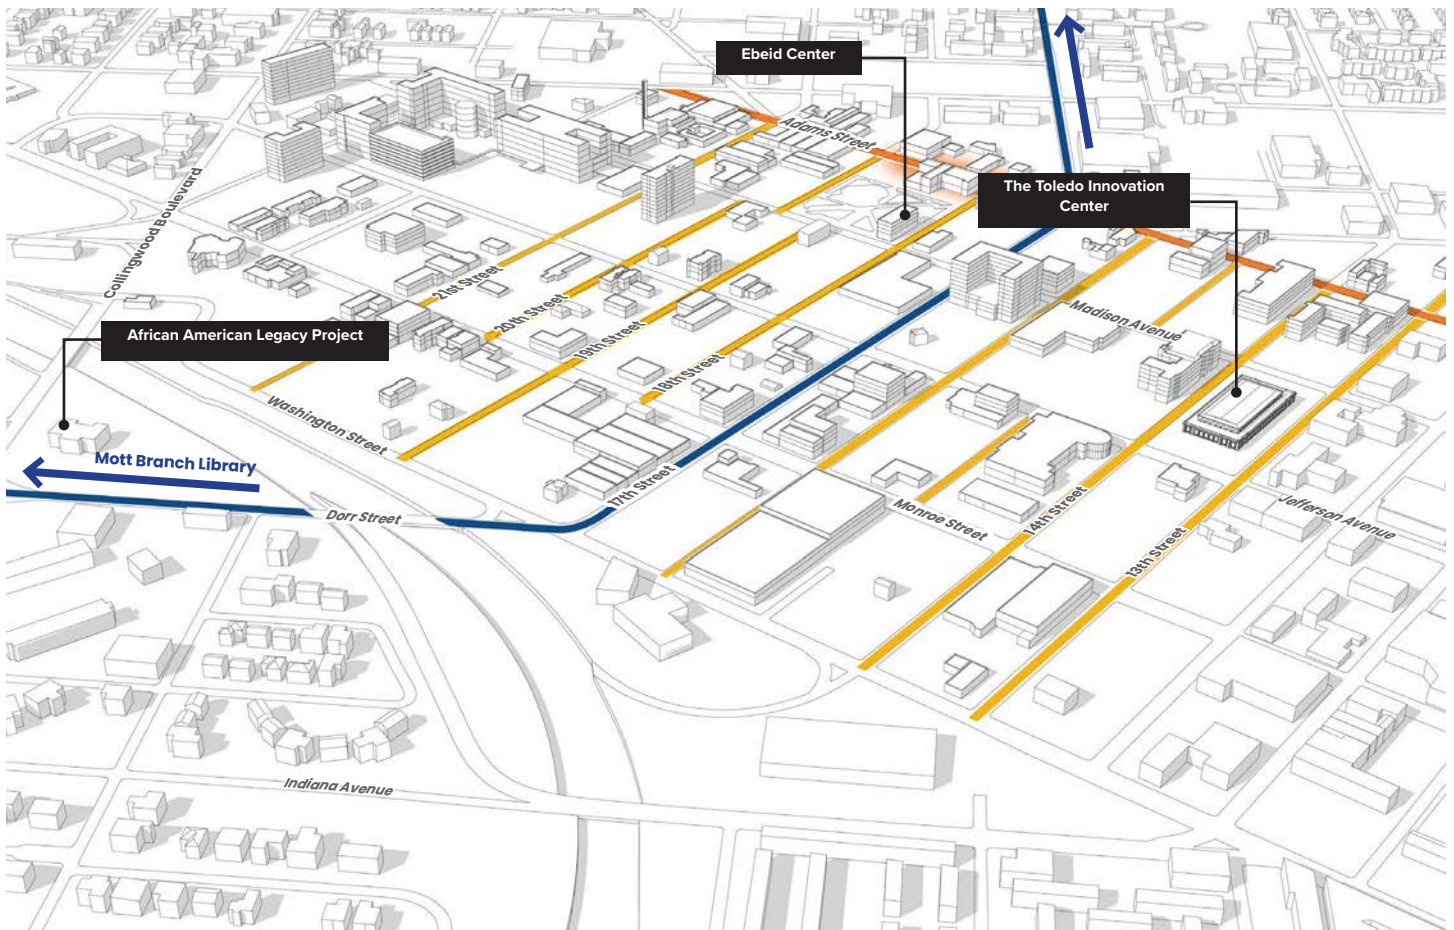 Ebeid Center
Adams Street
The Toledo Innovation
Center
Collingwood Boulevard
21st Street
20th Street
19th Street
18th Street
Madison Avenue
African American Legacy Project
Washington Street
Mott Branch Library
Dorr Street
17th Street
Monroe Street
14th Street
13th Street
Jefferson Avenue
Indiana Avenue